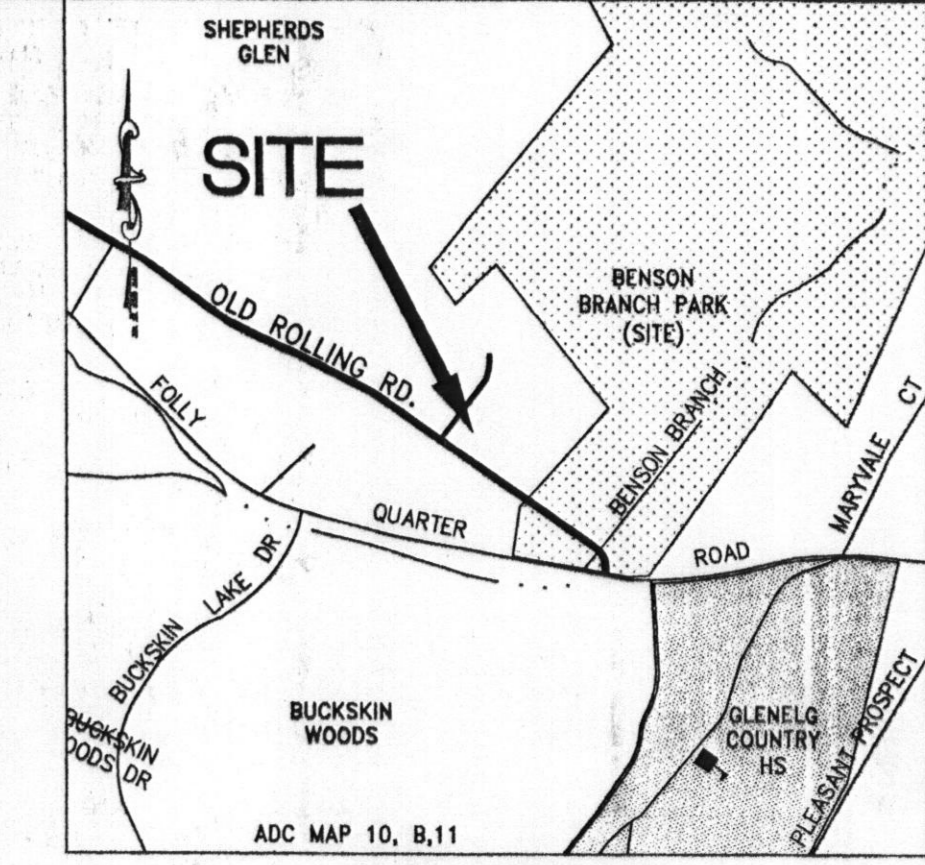 SHEPHERDS
GLEN
SITE
BENSON
BRANCH PARK
(SITE)
OLD ROLLING RD.
FOLLY
BENSON BRANCH
MARYVALE CT
QUARTER
ROAD
BUCKSKIN LAKE DR
BUCKSKIN
WOODS
GLENELG
COUNTRY
HS
PLEASANT PROSPECT
BUCKSKIN
OODS DR
ADC MAP 10, B,11